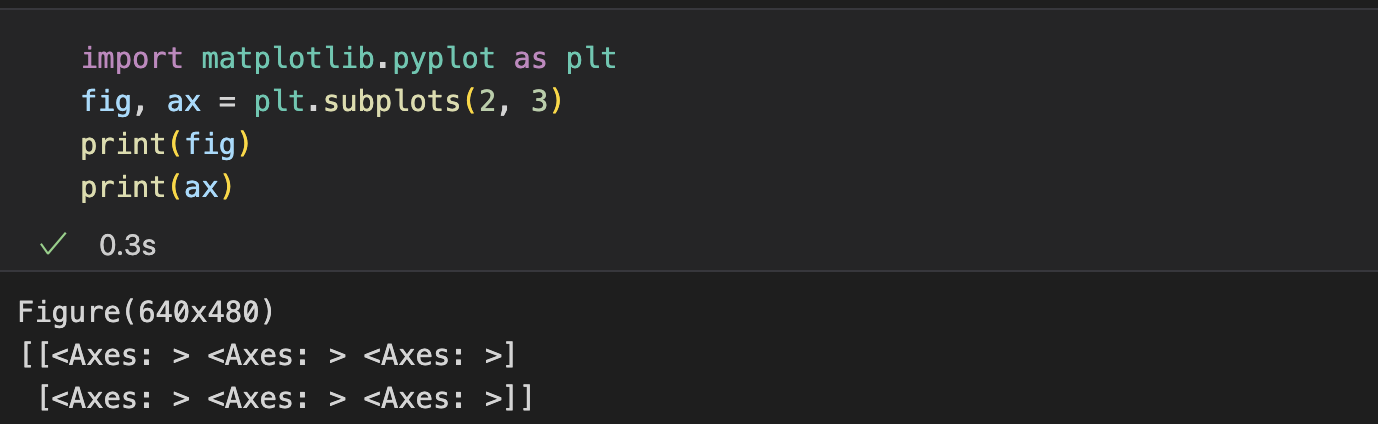 import matplotlib.pyplot as plt
fig, ax = plt.subplots(2, 3)
print(fig)
print(ax)
✓ 0.3s
Figure(640x480)
[[<Axes: > <Axes: > <Axes: >]
 [<Axes: > <Axes: > <Axes: >]]